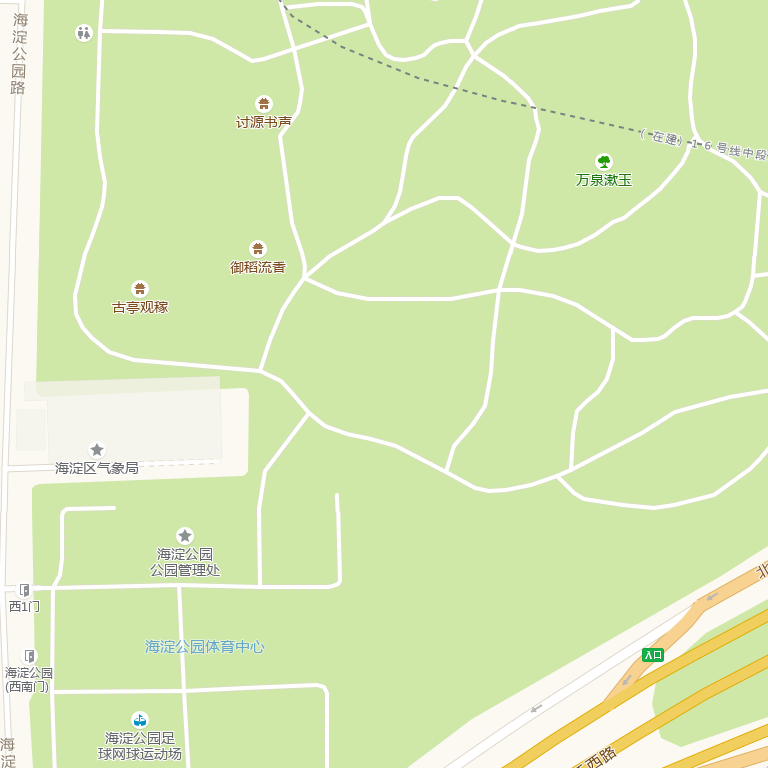 海淀公园路
讨源书声
(在建) 16号线中段
万泉漱玉
御稻流香
古亭观稼
海淀区气象局
海淀公园
公园管理处
北
西1门
海淀公园体育中心
入口
海淀公园
(西南门)
海淀公园足
球网球运动场
海淀
西路